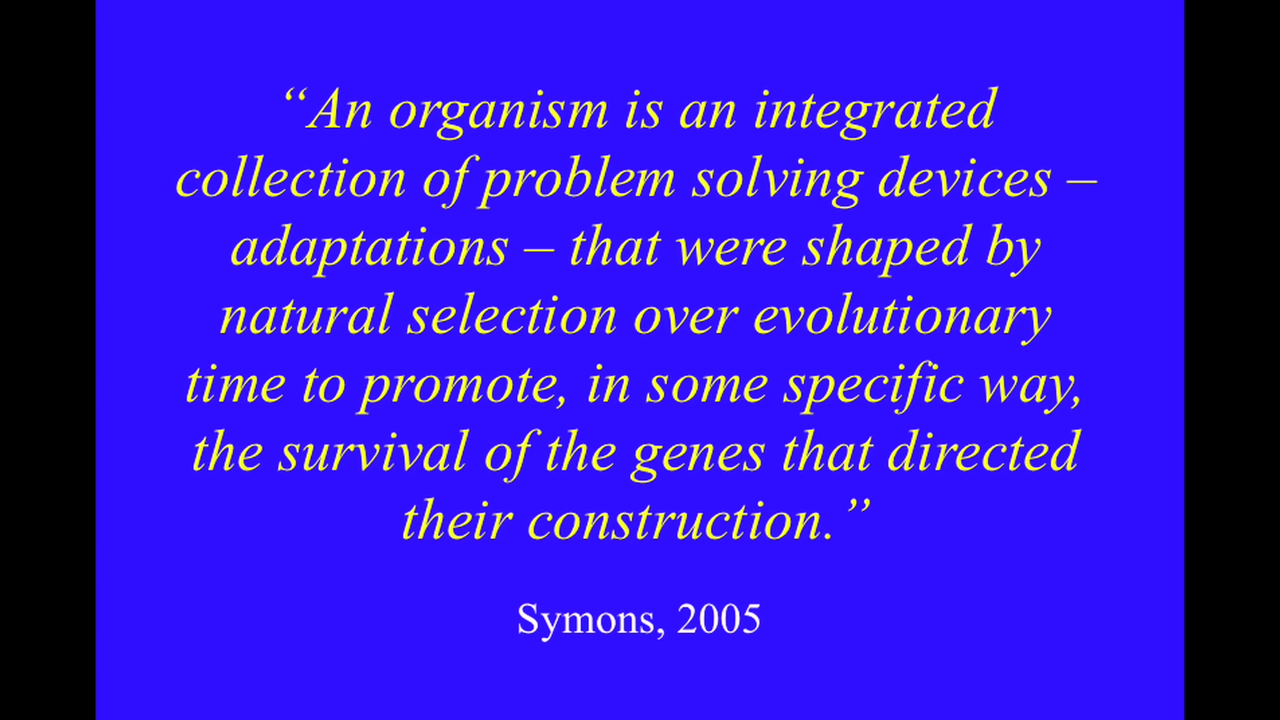 “An organism is an integrated
collection of problem solving devices –
adaptations – that were shaped by
natural selection over evolutionary
time to promote, in some specific way,
the survival of the genes that directed
their construction.”
Symons, 2005